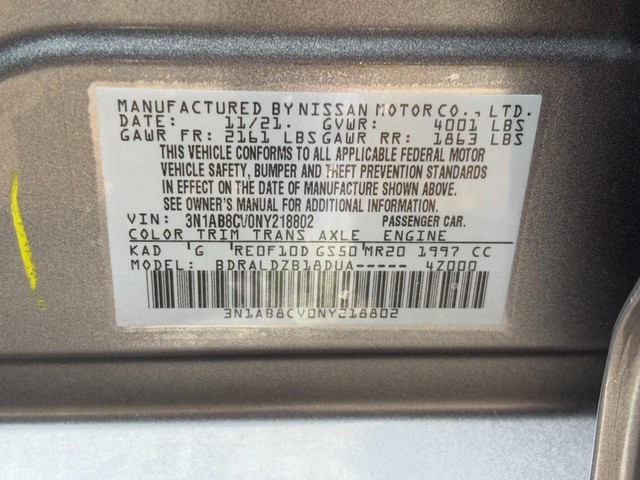 MANUFACTURED BY NISSAN MOTOR CO., LTD.
DATE: 11/21. GVWR: 4001 LBS
GAWR FR: 2161 LBS GAWR RR: 1863 LBS
THIS VEHICLE CONFORMS TO ALL APPLICABLE FEDERAL MOTOR
VEHICLE SAFETY, BUMPER AND THEFT PREVENTION STANDARDS
IN EFFECT ON THE DATE OF MANUFACTURE SHOWN ABOVE.
SEE OWNER'S MANUAL FOR ADDITIONAL INFORMATION.
VIN: 3N1AB8CV0NY218802 PASSENGER CAR.
COLOR TRIM TRANS AXLE ENGINE
KAD 'G RE0F10D GS50 MR20 1997 CC
MODEL: BDRALDZB18DUA----- 4Z000
3N1AB8CV0NY218802